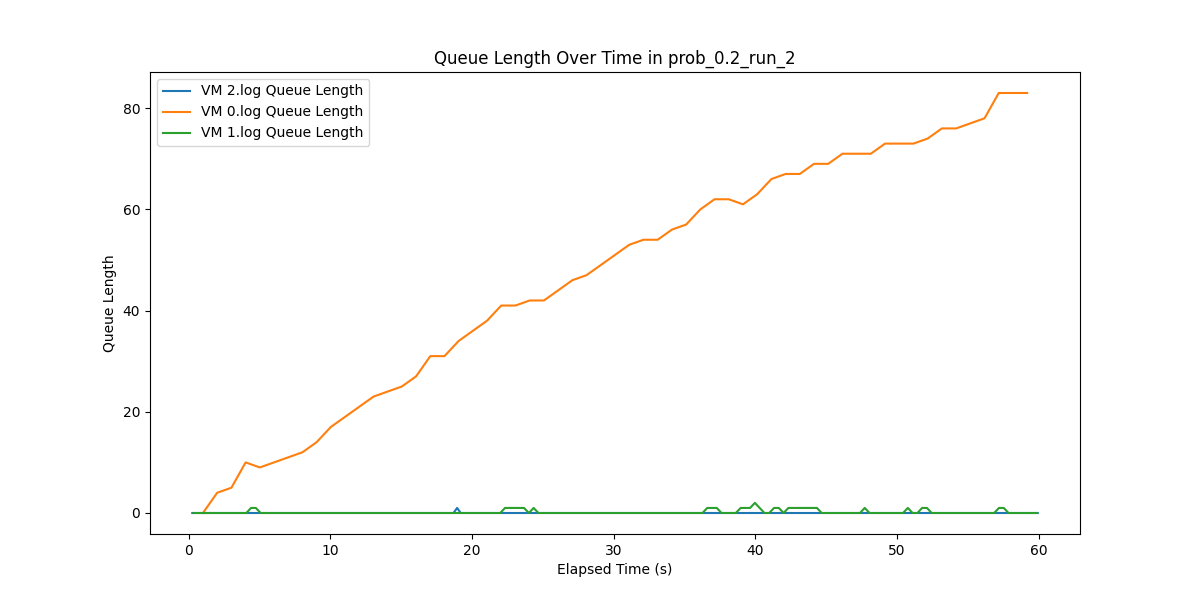 Queue Length Over Time in prob_0.2_run_2
VM 2.log Queue Length
VM 0.log Queue Length
VM 1.log Queue Length
Queue Length
80
60
40
20
0
0 10 20 30 40 50 60
Elapsed Time (s)